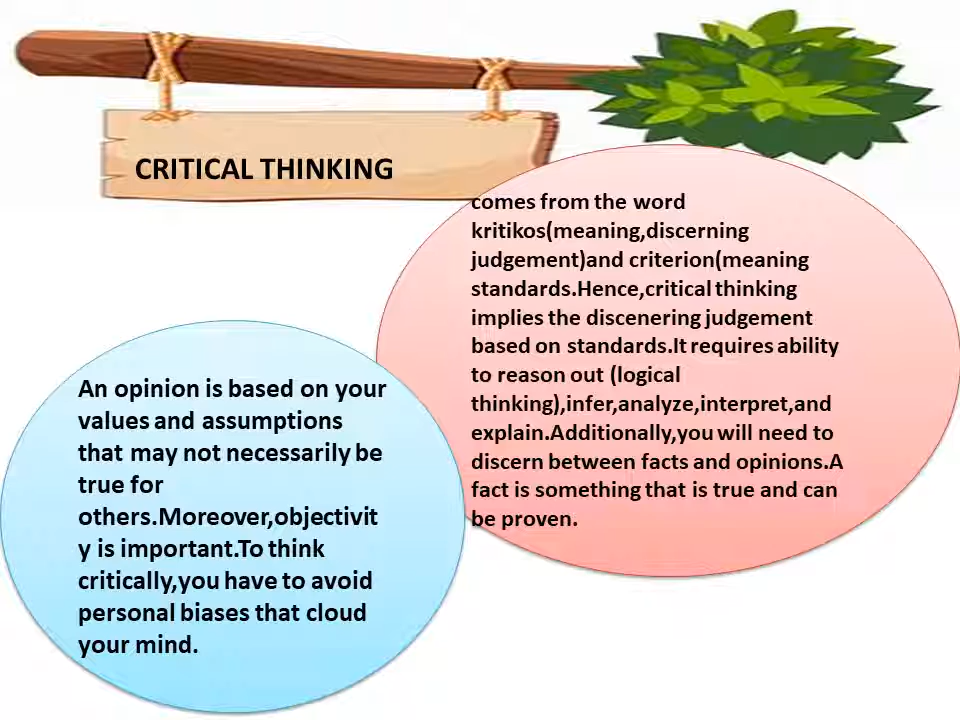 CRITICAL THINKING
comes from the word
kritikos(meaning,discerning
judgement)and criterion(meaning
standards.Hence,critical thinking
implies the discenering judgement
based on standards.It requires ability
to reason out (logical
thinking),infer,analyze,interpret,and
explain.Additionally,you will need to
discern between facts and opinions.A
fact is something that is true and can
be proven.
An opinion is based on your
values and assumptions
that may not necessarily be
true for
others.Moreover,objectivit
y is important.To think
critically,you have to avoid
personal biases that cloud
your mind.